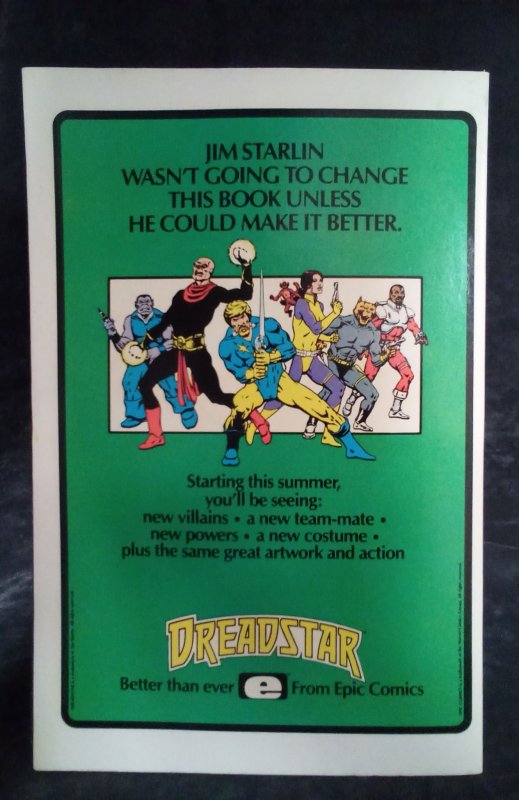 JIM STARLIN
WASN'T GOING TO CHANGE
THIS BOOK UNLESS
HE COULD MAKE IT BETTER.
Starting this summer,
you'll be seeing:
new villains • a new team-mate •
new powers • a new costume •
plus the same great artwork and action
DREADSTAR
Better than ever e From Epic Comics